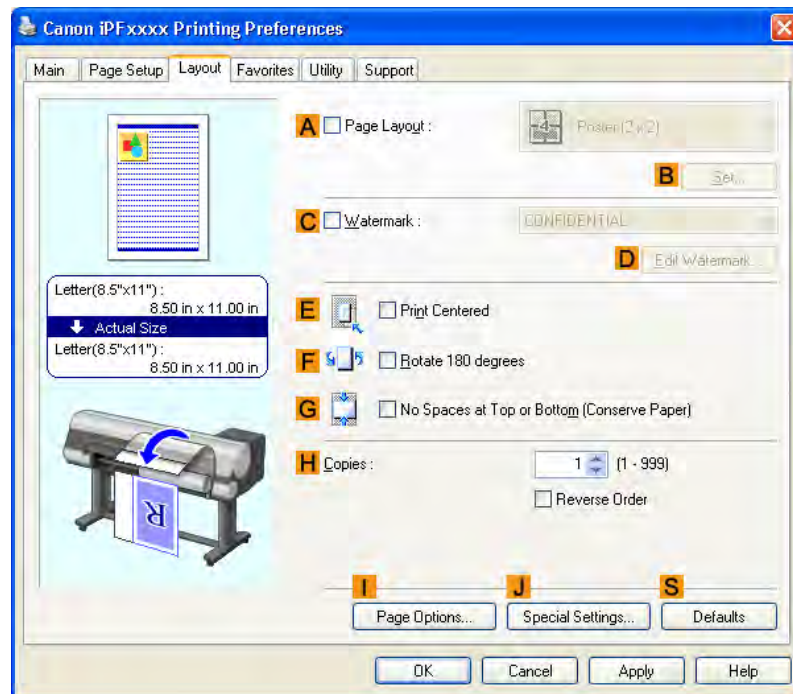 Canon iPFxxxx Printing Preferences
Main Page Setup Layout Favorites Utility Support
A Page Layout : 4 Poster (2 x 2)
B Set...
C Watermark : CONFIDENTIAL
D Edit Watermark...
Letter(8.5"x11") :
8.50 in x 11.00 in
Actual Size
Letter(8.5"x11") :
8.50 in x 11.00 in
E Print Centered
F Rotate 180 degrees
G No Spaces at Top or Bottom (Conserve Paper)
H Copies : 1 (1 - 999)
Reverse Order
R
I J S
Page Options... Special Settings... Defaults
OK Cancel Apply Help